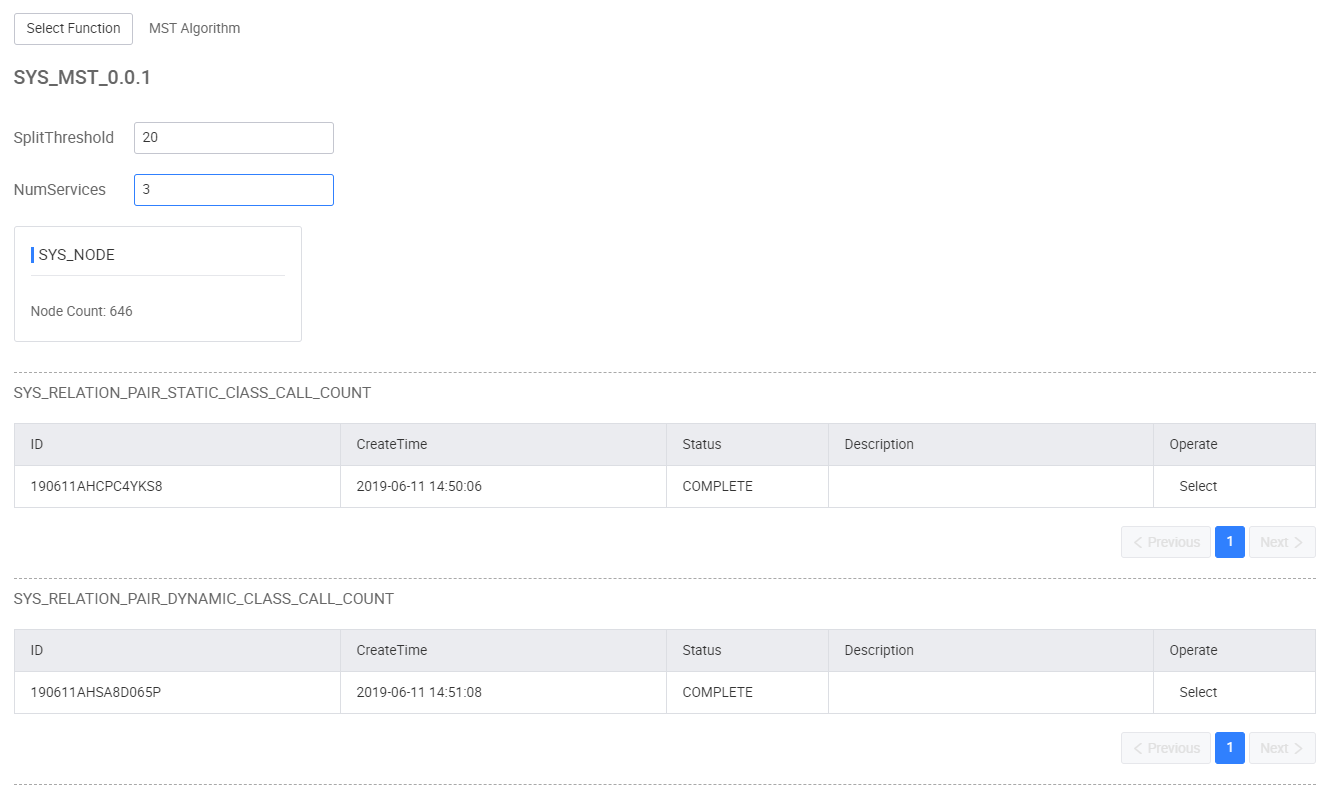 Select Function MST Algorithm
SYS_MST_0.0.1
SplitThreshold 20
NumServices 3
SYS_NODE
Node Count: 646
SYS_RELATION_PAIR_STATIC_ClASS_CALL_COUNT
ID CreateTime Status Description Operate
190611AHCPC4YKS8 2019-06-11 14:50:06 COMPLETE Select
< Previous 1 Next >
SYS_RELATION_PAIR_DYNAMIC_CLASS_CALL_COUNT
ID CreateTime Status Description Operate
190611AHSA8D065P 2019-06-11 14:51:08 COMPLETE Select
< Previous 1 Next >